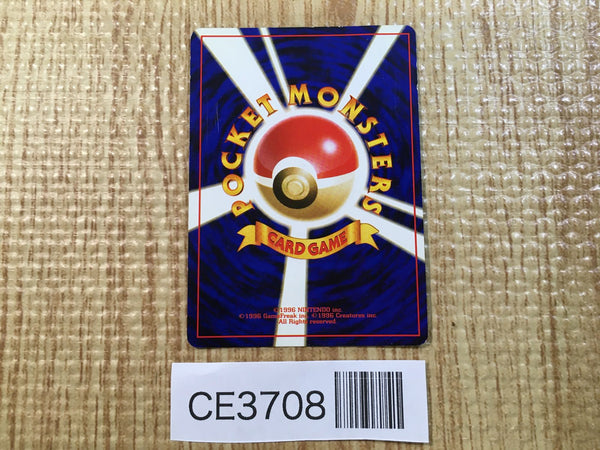 POCKET MONSTERS
CARD GAME
©1996 NINTENDO inc.
©1996 GameFreak inc. ©1996 Creatures inc.
All Rights reserved
CE3708